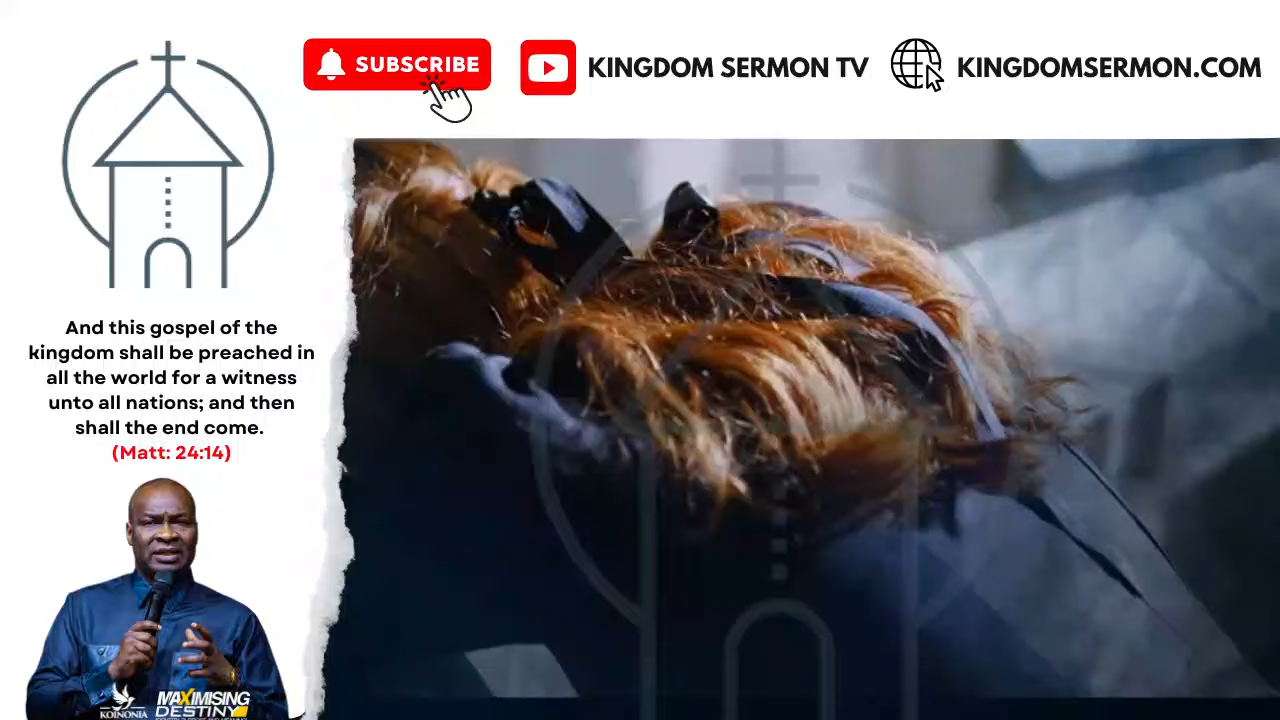 SUBSCRIBE
KINGDOM SERMON TV
KINGDOMSERMON.COM
And this gospel of the
kingdom shall be preached in
all the world for a witness
unto all nations; and then
shall the end come.
(Matt: 24:14)
KOINONIA
MAXIMISING
DESTINY